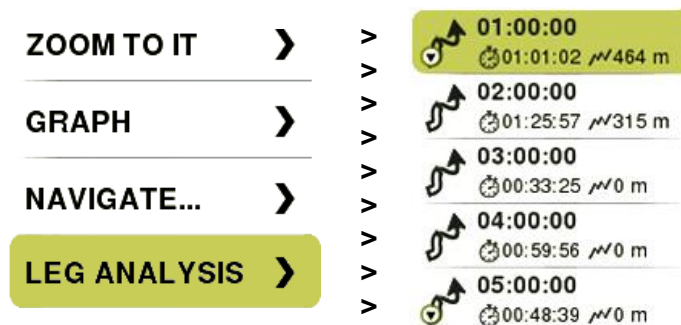 ZOOM TO IT ❯
GRAPH ❯
NAVIGATE... ❯
LEG ANALYSIS ❯
>
>
>
>
>
>
>
>
>
01:00:00
01:01:02 464 m
02:00:00
01:25:57 315 m
03:00:00
00:33:25 0 m
04:00:00
00:59:56 0 m
05:00:00
00:48:39 0 m